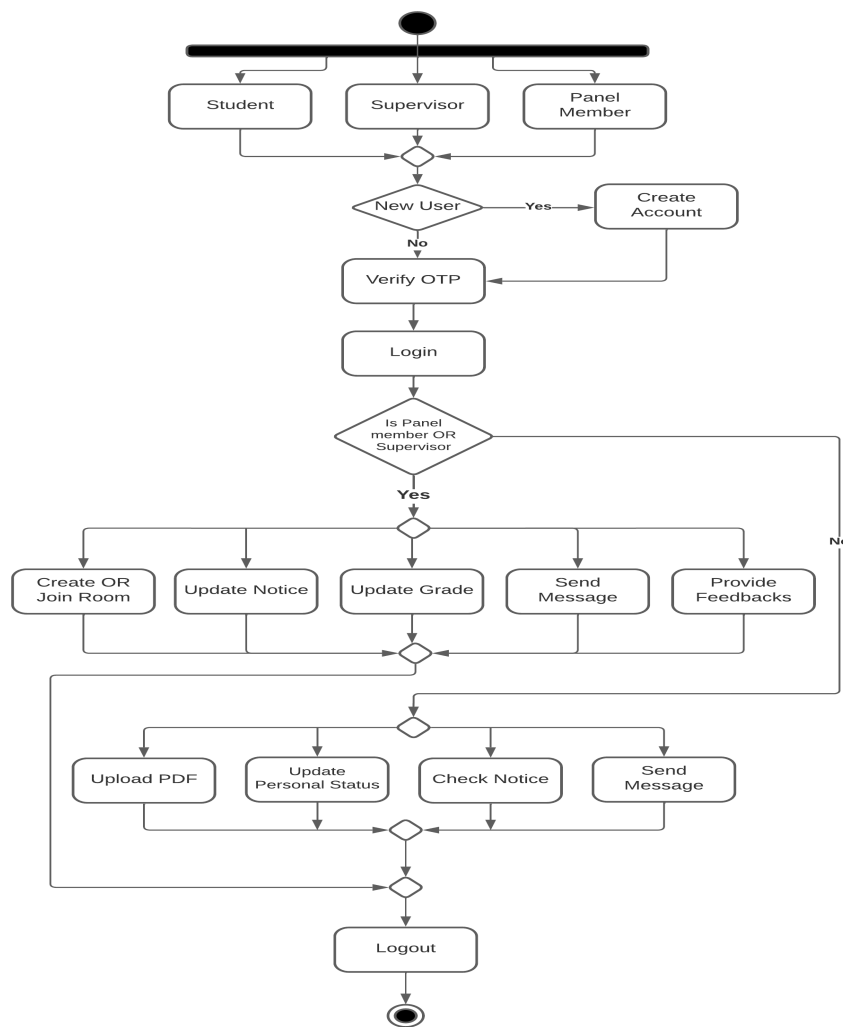 Student
Supervisor
Panel
Member
New User
Yes
Create
Account
No
Verify OTP
Login
Is Panel
member OR
Supervisor
Yes
No
Create OR
Join Room
Update Notice
Update Grade
Send
Message
Provide
Feedbacks
Upload PDF
Update
Personal Status
Check Notice
Send
Message
Logout